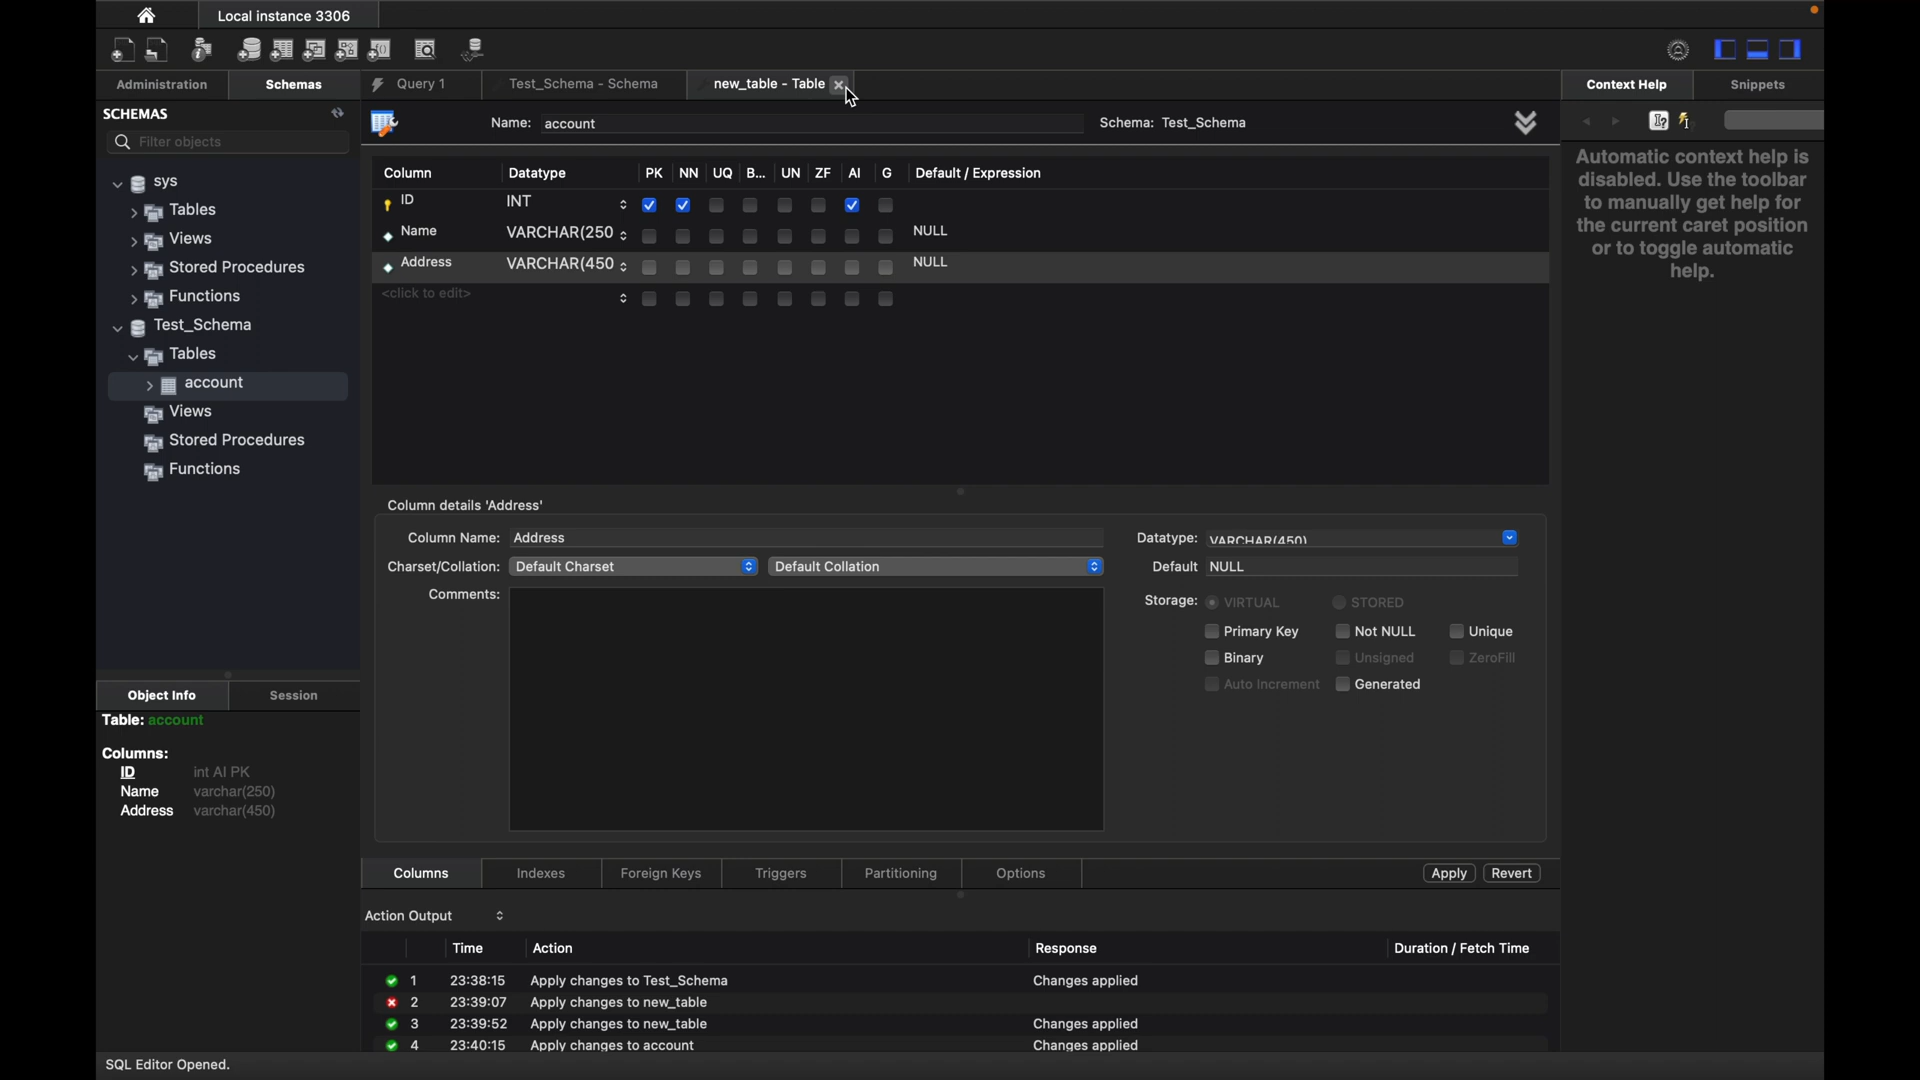 Local instance 3306
Administration
Schemas
Query 1
Test_Schema - Schema
new_table - Table
Context Help
Snippets
SCHEMAS
Filter objects
Name: account
Schema: Test_Schema
Automatic context help is
disabled. Use the toolbar
to manually get help for
the current caret position
or to toggle automatic
help.
sys
Tables
Views
Stored Procedures
Functions
Test_Schema
Tables
account
Views
Stored Procedures
Functions
Column Datatype PK NN UQ B... UN ZF AI G Default / Expression
ID INT
Name VARCHAR(250 NULL
Address VARCHAR(450 NULL
<click to edit>
Column details 'Address'
Column Name: Address
Datatype: VARCHAR(450)
Charset/Collation: Default Charset Default Collation
Default NULL
Comments:
Storage: VIRTUAL STORED
Primary Key Not NULL Unique
Binary Unsigned ZeroFill
Auto Increment Generated
Object Info
Session
Table: account
Columns:
ID int AI PK
Name varchar(250)
Address varchar(450)
Columns Indexes Foreign Keys Triggers Partitioning Options Apply Revert
Action Output
Time Action Response Duration / Fetch Time
1 23:38:15 Apply changes to Test_Schema Changes applied
2 23:39:07 Apply changes to new_table
3 23:39:52 Apply changes to new_table Changes applied
4 23:40:15 Apply changes to account Changes applied
SQL Editor Opened.